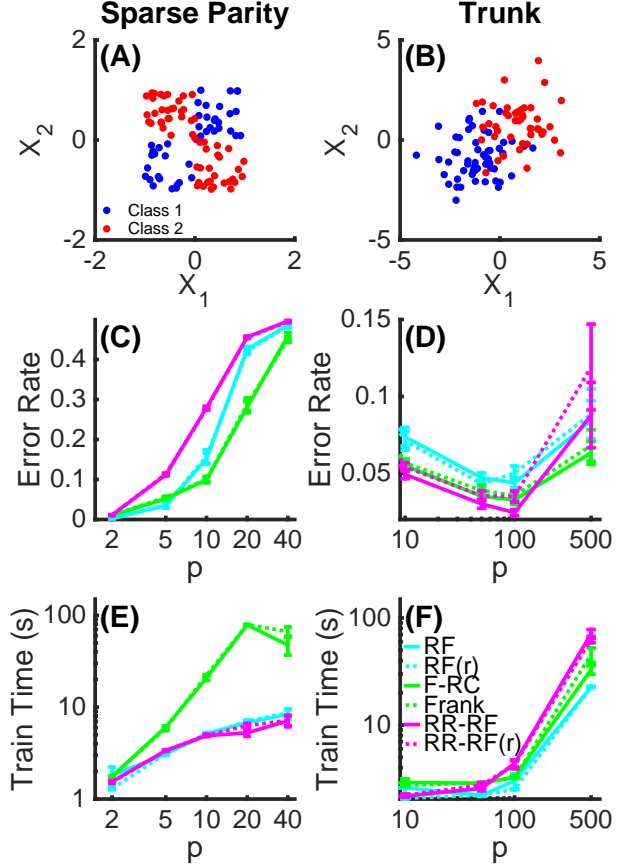 Sparse Parity
Trunk
(A)
2
0
-2
X2
-2
0
2
X1
Class 1
Class 2
(B)
5
0
-5
X2
-5
0
5
X1
(C)
0.4
0.3
0.2
0.1
0
Error Rate
2
5
10
20
40
p
(D)
0.15
0.1
0.05
Error Rate
10
100
500
p
(E)
100
10
1
Train Time (s)
2
5
10
20
40
p
(F)
100
10
Train Time (s)
RF
RF(r)
F-RC
Frank
RR-RF
RR-RF(r)
10
100
500
p